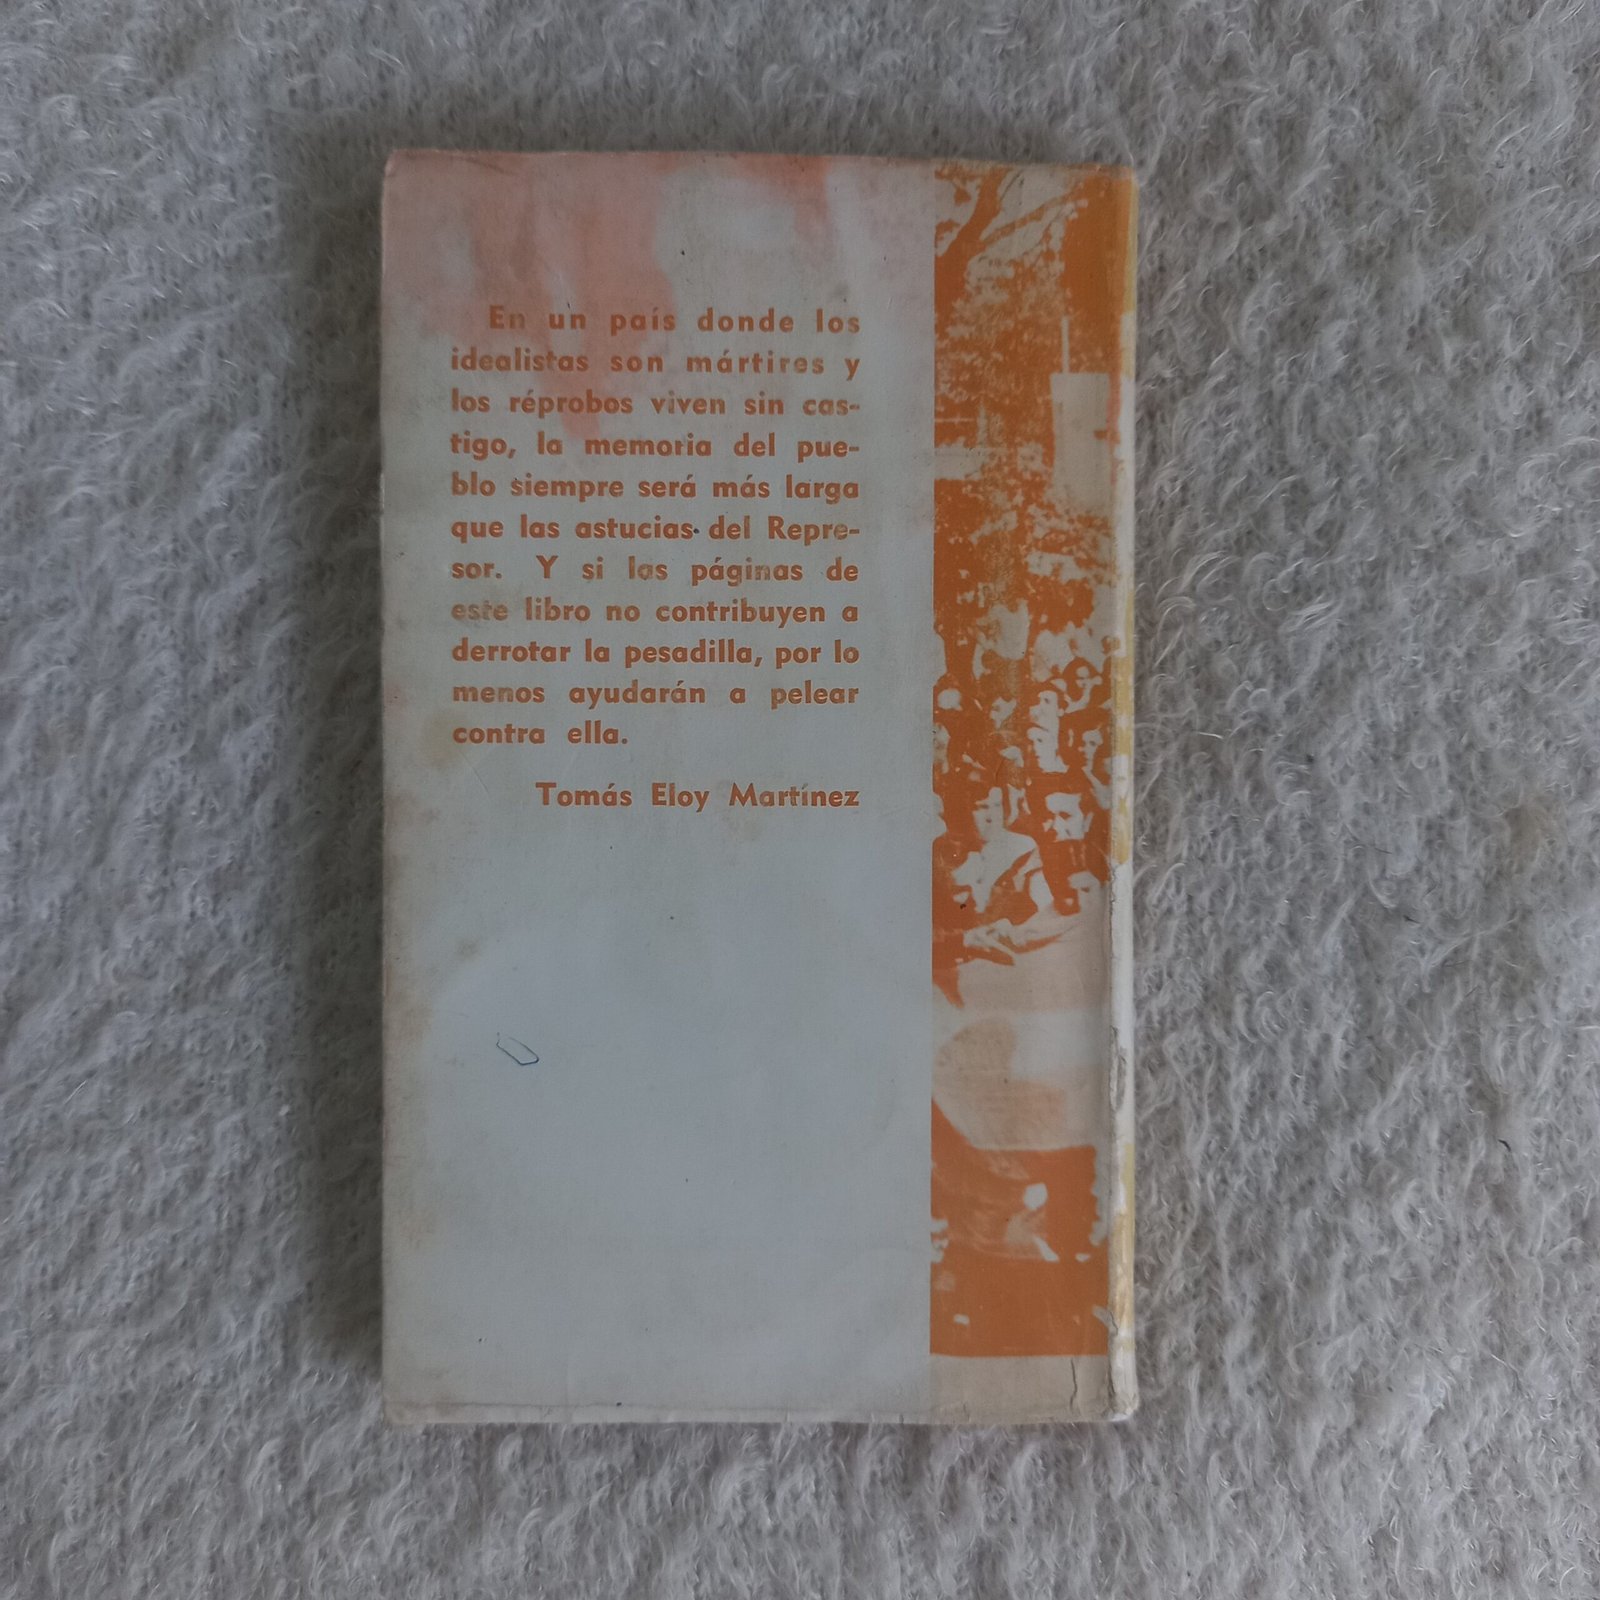 En un país donde los
idealistas son mártires y
los réprobos viven sin cas-
tigo, la memoria del pue-
blo siempre será más larga
que las astucias del Repre-
sor. Y si las páginas de
este libro no contribuyen a
derrotar la pesadilla, por lo
menos ayudarán a pelear
contra ella.
Tomás Eloy Martínez